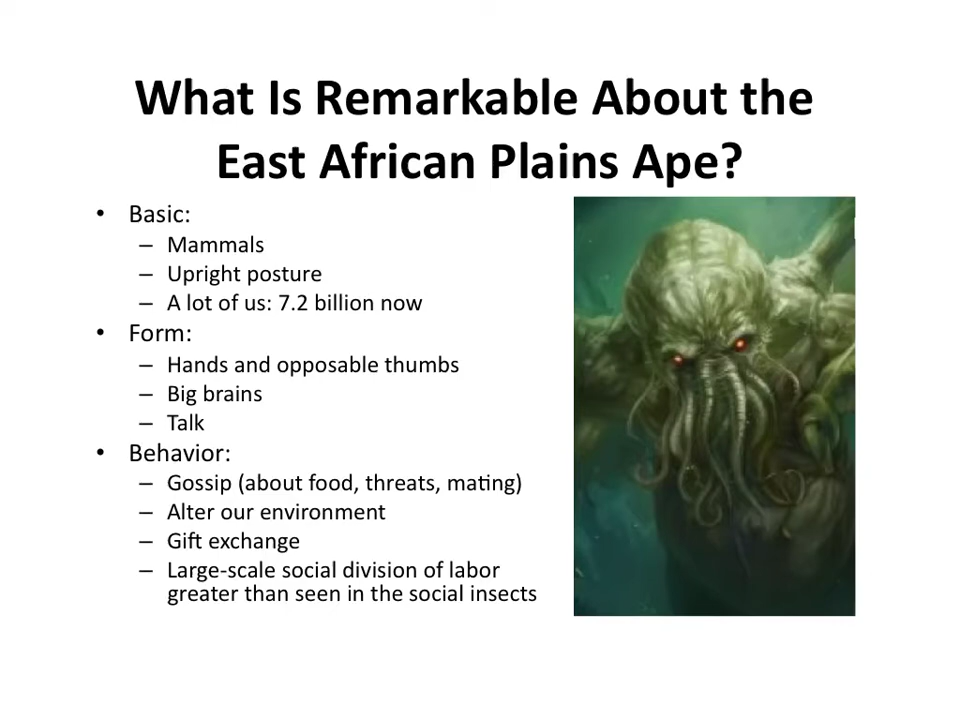 What Is Remarkable About the
East African Plains Ape?
• Basic:
– Mammals
– Upright posture
– A lot of us: 7.2 billion now
• Form:
– Hands and opposable thumbs
– Big brains
– Talk
• Behavior:
– Gossip (about food, threats, mating)
– Alter our environment
– Gift exchange
– Large-scale social division of labor
greater than seen in the social insects